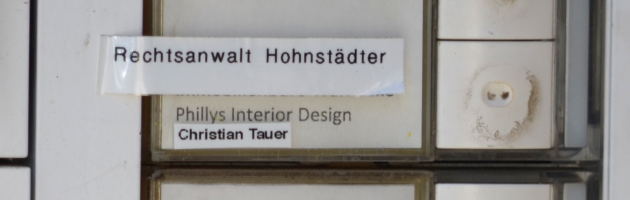 Rechtsanwalt Hohnstädter
Phillys Interior Design
Christian Tauer